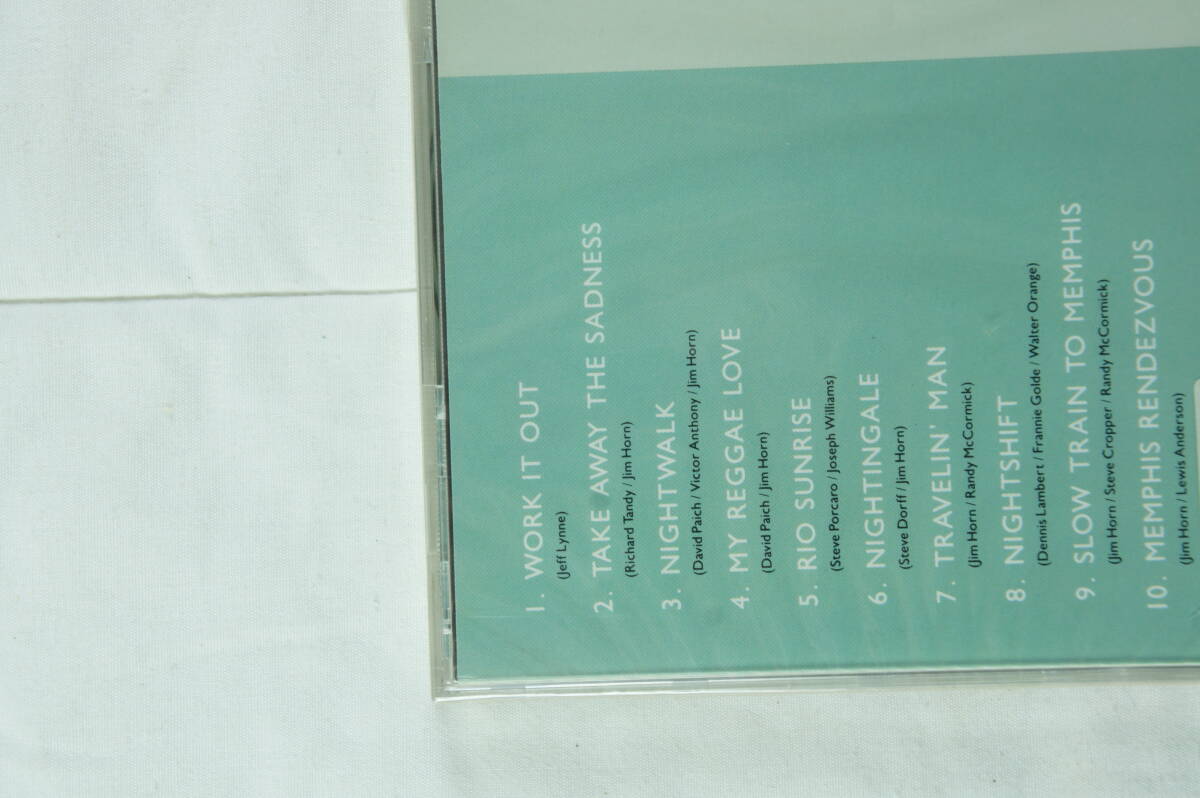 1. WORK IT OUT
(Jeff Lynne)
2. TAKE AWAY THE SADNESS
(Richard Tandy / Jim Horn)
3. NIGHTWALK
(David Paich / Victor Anthony / Jim Horn)
4. MY REGGAE LOVE
(David Paich / Jim Horn)
5. RIO SUNRISE
(Steve Porcaro / Joseph Williams)
6. NIGHTINGALE
(Steve Dorff / Jim Horn)
7. TRAVELIN' MAN
(Jim Horn / Randy McCormick)
8. NIGHTSHIFT
(Dennis Lambert / Frannie Golde / Walter Orange)
9. SLOW TRAIN TO MEMPHIS
(Jim Horn / Steve Cropper / Randy McCormick)
10. MEMPHIS RENDEZVOUS
(Jim Horn / Lewis Anderson)